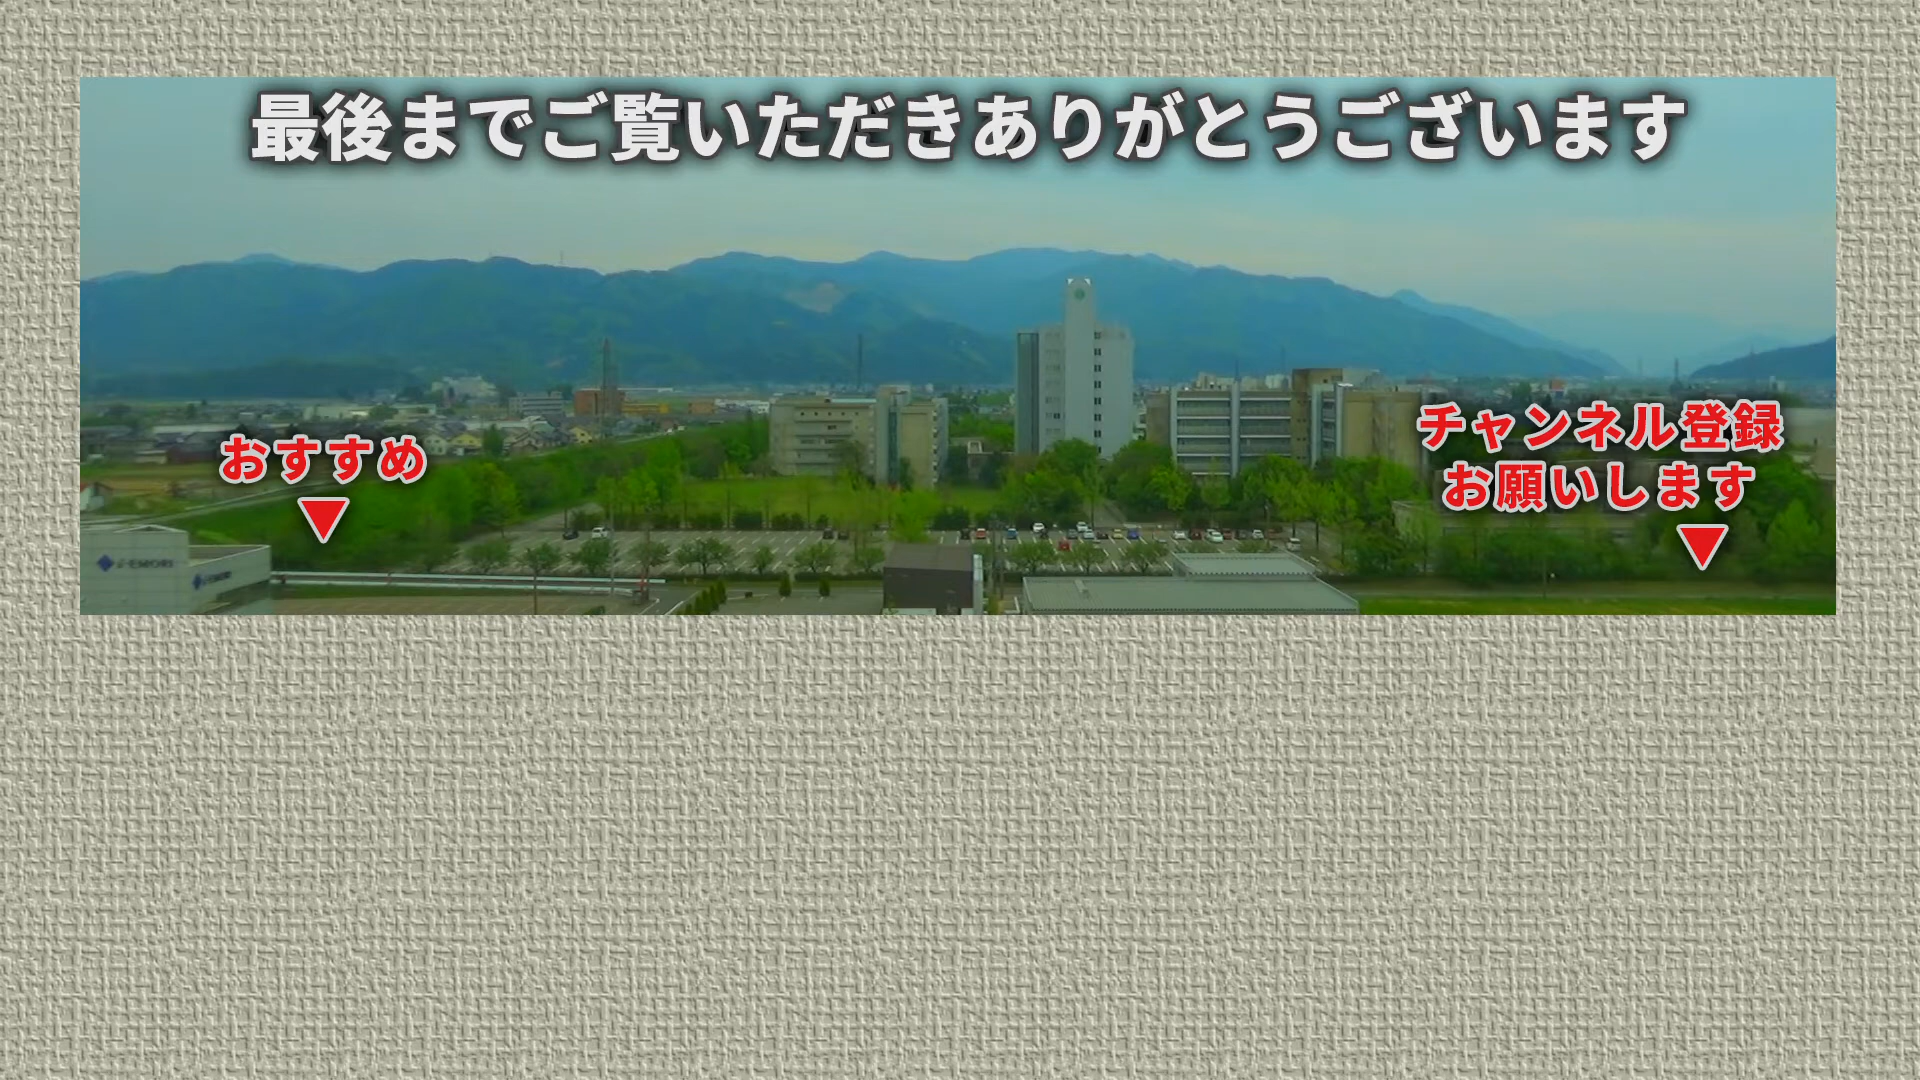 最後までご覧いただきありがとうございます
おすすめ
▼
チャンネル登録
お願いします
▼